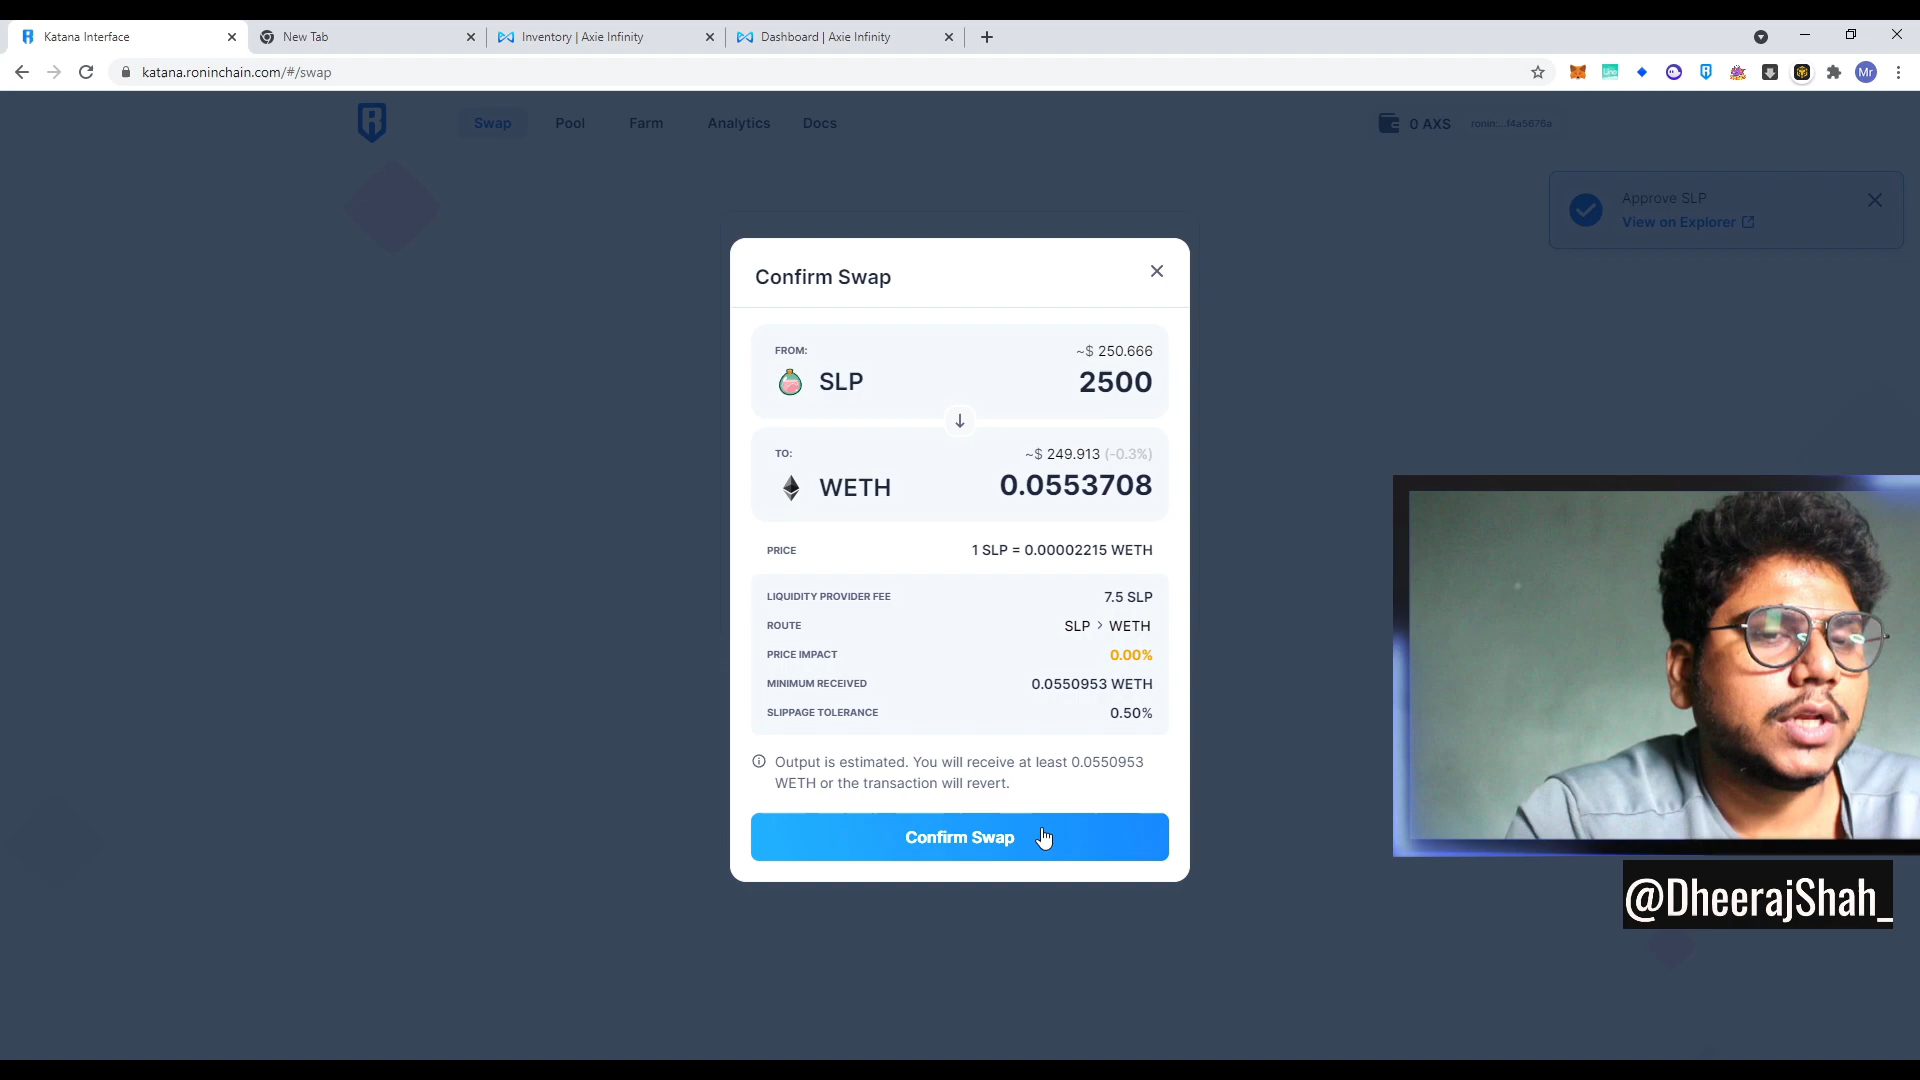 Katana Interface
New Tab
Inventory | Axie Infinity
Dashboard | Axie Infinity
katana.roninchain.com/#/swap
Mr
Swap
Pool
Farm
Analytics
Docs
0 AXS
ronin:...f4a5676a
Approve SLP
View on Explorer
Confirm Swap
FROM:
~$ 250.666
SLP
2500
TO:
~$ 249.913 (-0.3%)
WETH
0.0553708
PRICE
1 SLP = 0.00002215 WETH
LIQUIDITY PROVIDER FEE
7.5 SLP
ROUTE
SLP > WETH
PRICE IMPACT
0.00%
MINIMUM RECEIVED
0.0550953 WETH
SLIPPAGE TOLERANCE
0.50%
Output is estimated. You will receive at least 0.0550953
WETH or the transaction will revert.
Confirm Swap
@DheerajShah_